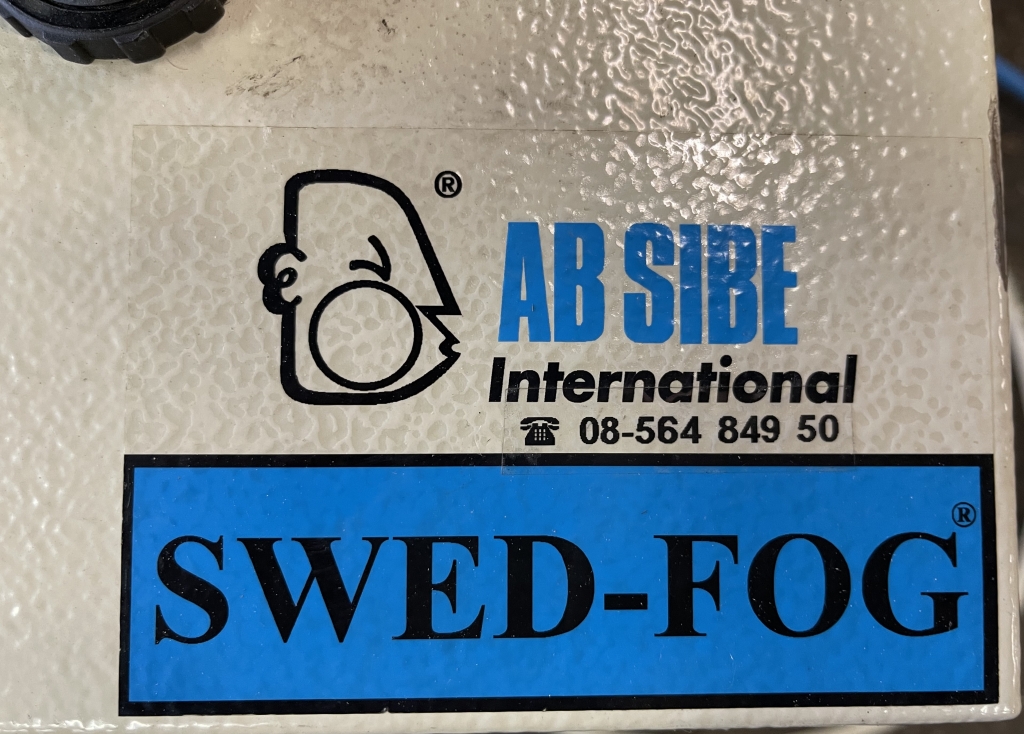 ®
AB SIBE
International
☎ 08-564 849 50
SWED-FOG®